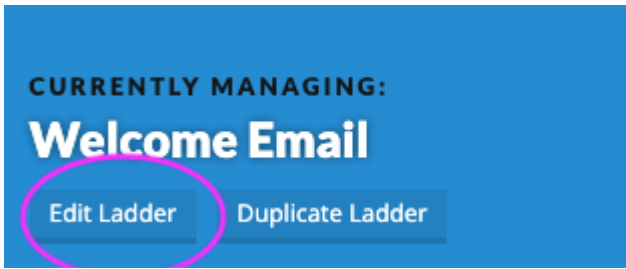 CURRENTLY MANAGING:
Welcome Email
Edit Ladder Duplicate Ladder